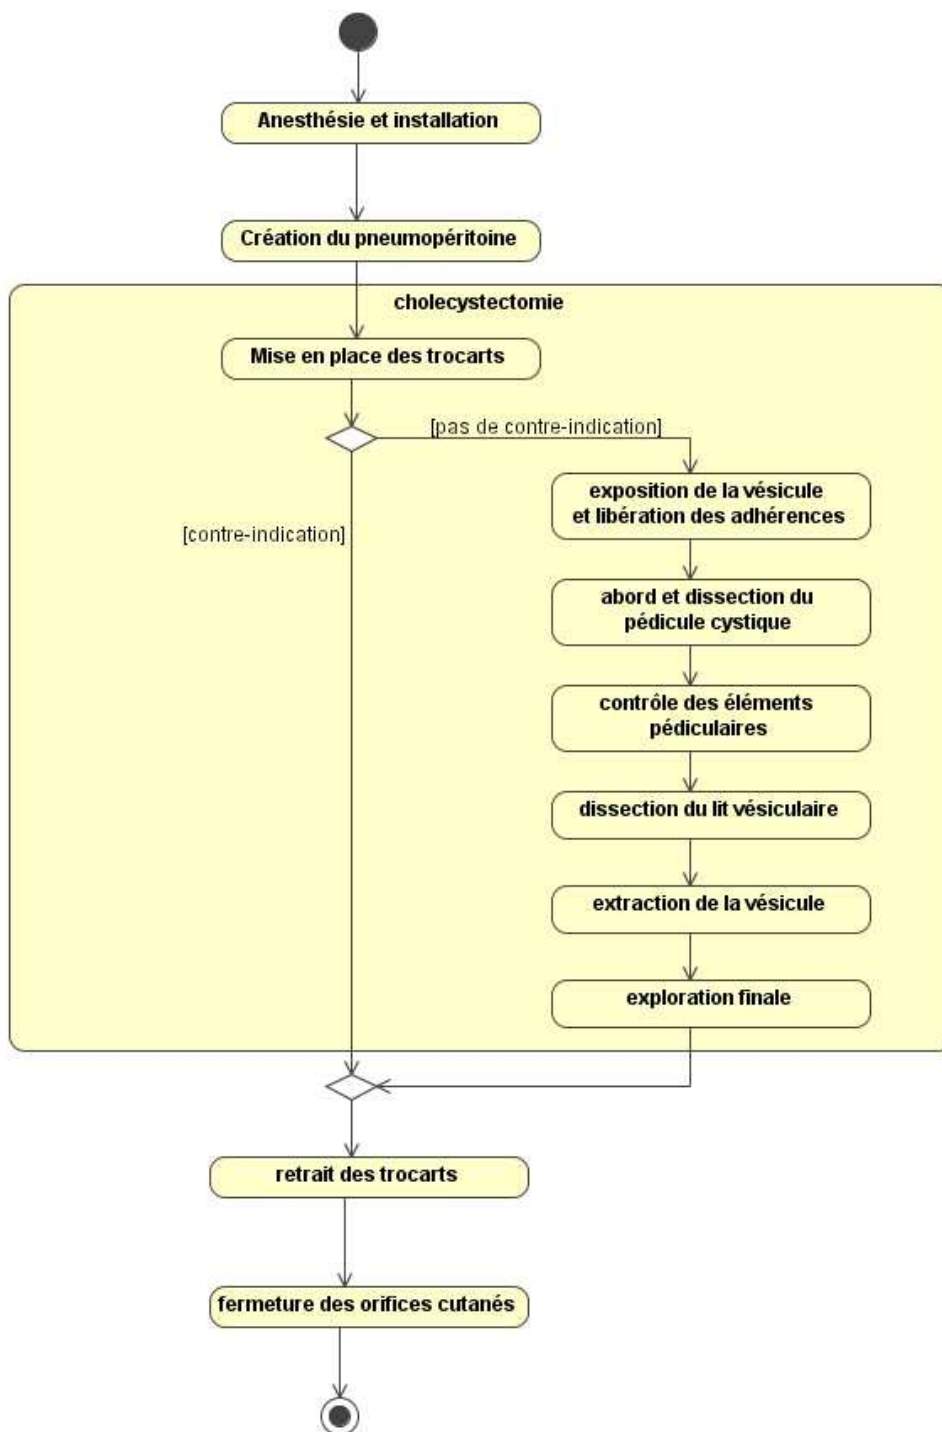 Anesthésie et installation
Création du pneumopéritoine
cholecystectomie
Mise en place des trocarts
[pas de contre-indication]
exposition de la vésicule
et libération des adhérences
[contre-indication]
abord et dissection du
pédicule cystique
contrôle des éléments
pédiculaires
dissection du lit vésiculaire
extraction de la vésicule
exploration finale
retrait des trocarts
fermeture des orifices cutanés